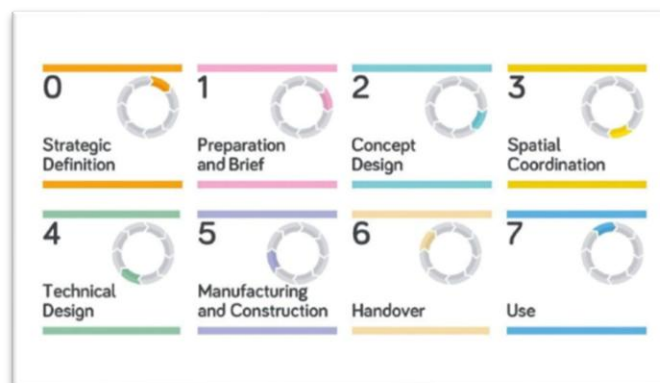 0
Strategic
Definition
1
Preparation
and Brief
2
Concept
Design
3
Spatial
Coordination
4
Technical
Design
5
Manufacturing
and Construction
6
Handover
7
Use